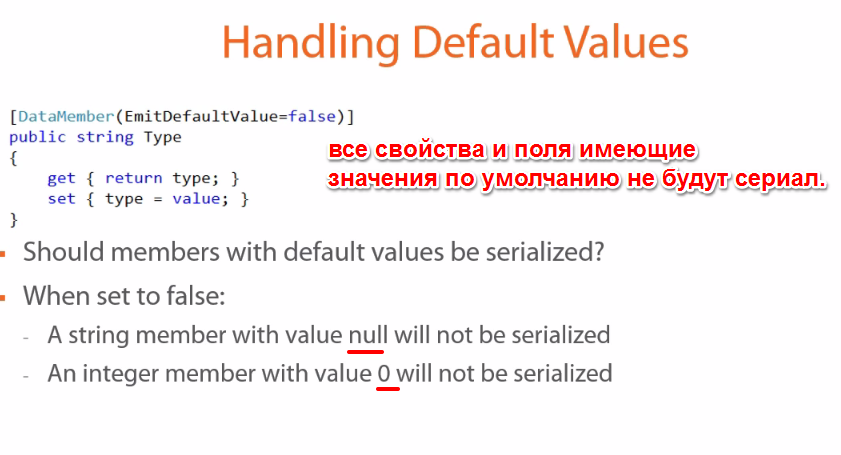 Handling Default Values
[DataMember(EmitDefaultValue=false)]
public string Type
{
get { return type; }
set { type = value; }
}
все свойства и поля имеющие
значения по умолчанию не будут сериал.
Should members with default values be serialized?
When set to false:
- A string member with value null will not be serialized
- An integer member with value 0 will not be serialized